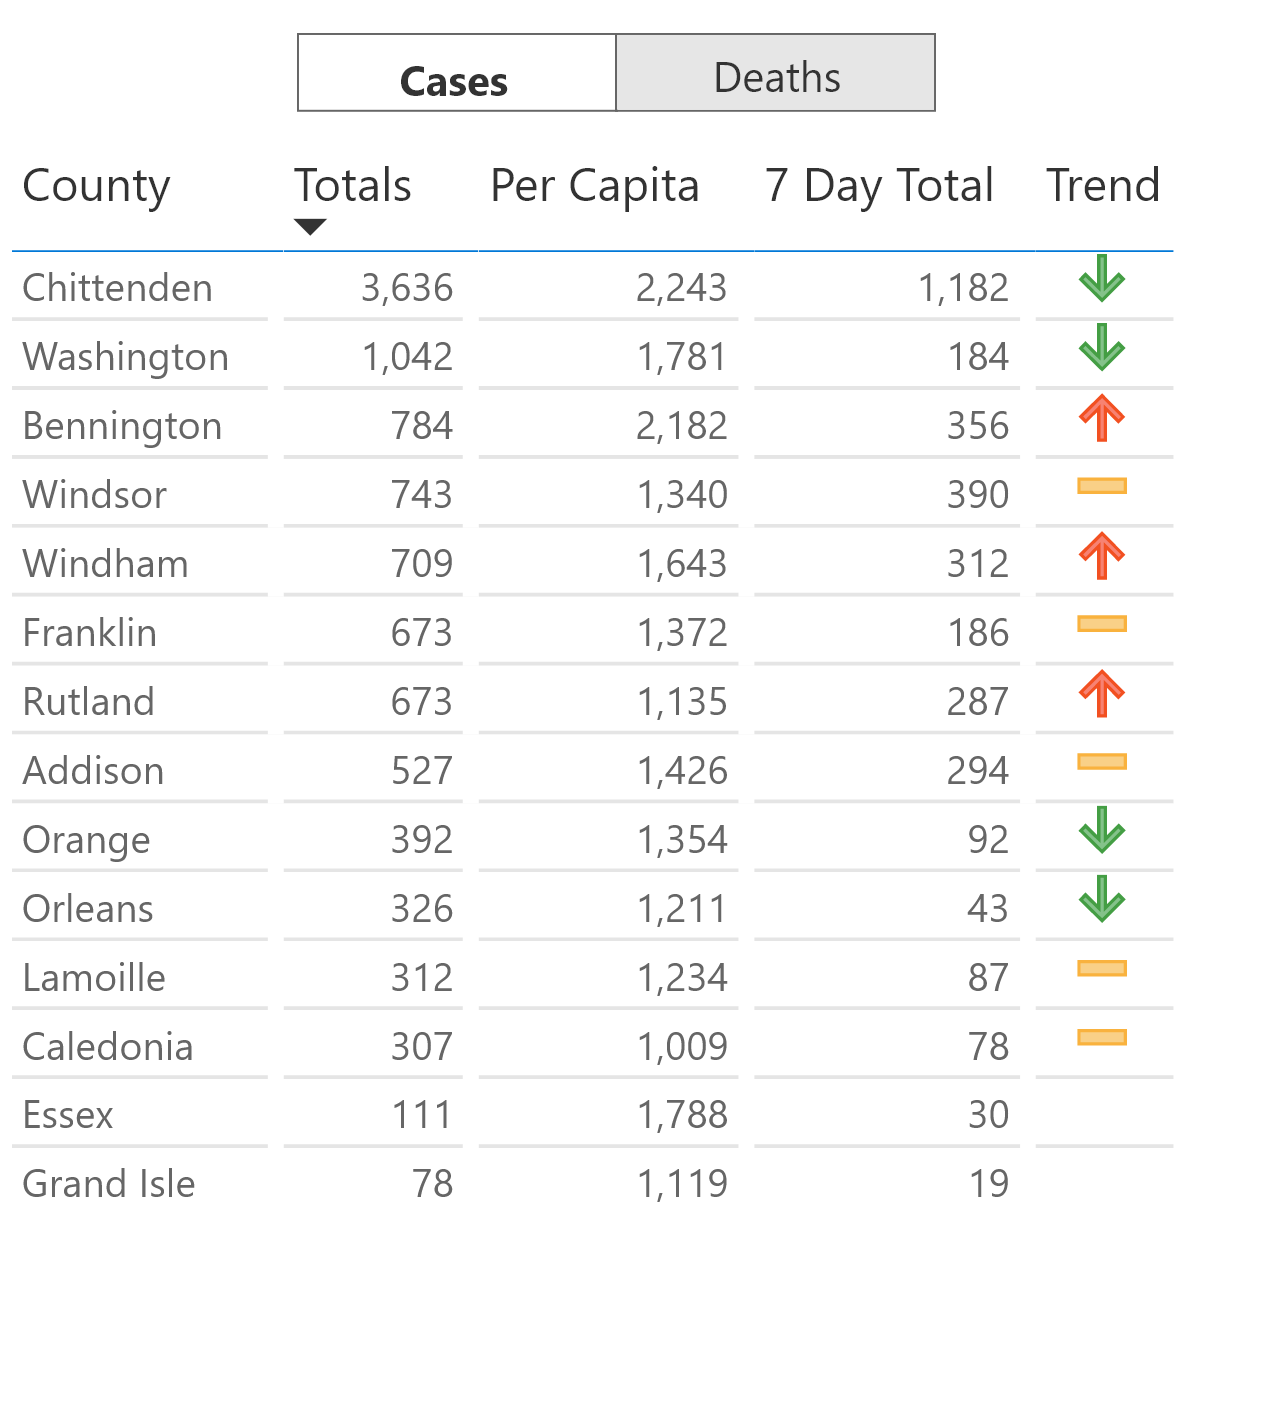 Cases Deaths
County Totals Per Capita 7 Day Total Trend
Chittenden 3,636 2,243 1,182
Washington 1,042 1,781 184
Bennington 784 2,182 356
Windsor 743 1,340 390
Windham 709 1,643 312
Franklin 673 1,372 186
Rutland 673 1,135 287
Addison 527 1,426 294
Orange 392 1,354 92
Orleans 326 1,211 43
Lamoille 312 1,234 87
Caledonia 307 1,009 78
Essex 111 1,788 30
Grand Isle 78 1,119 19